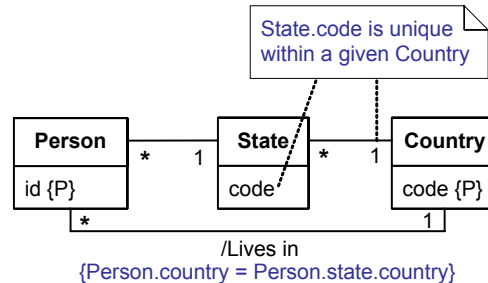 State.code is unique
within a given Country
Person
State
Country
* 1
* 1
id {P}
code
code {P}
* 1
/Lives in
{Person.country = Person.state.country}